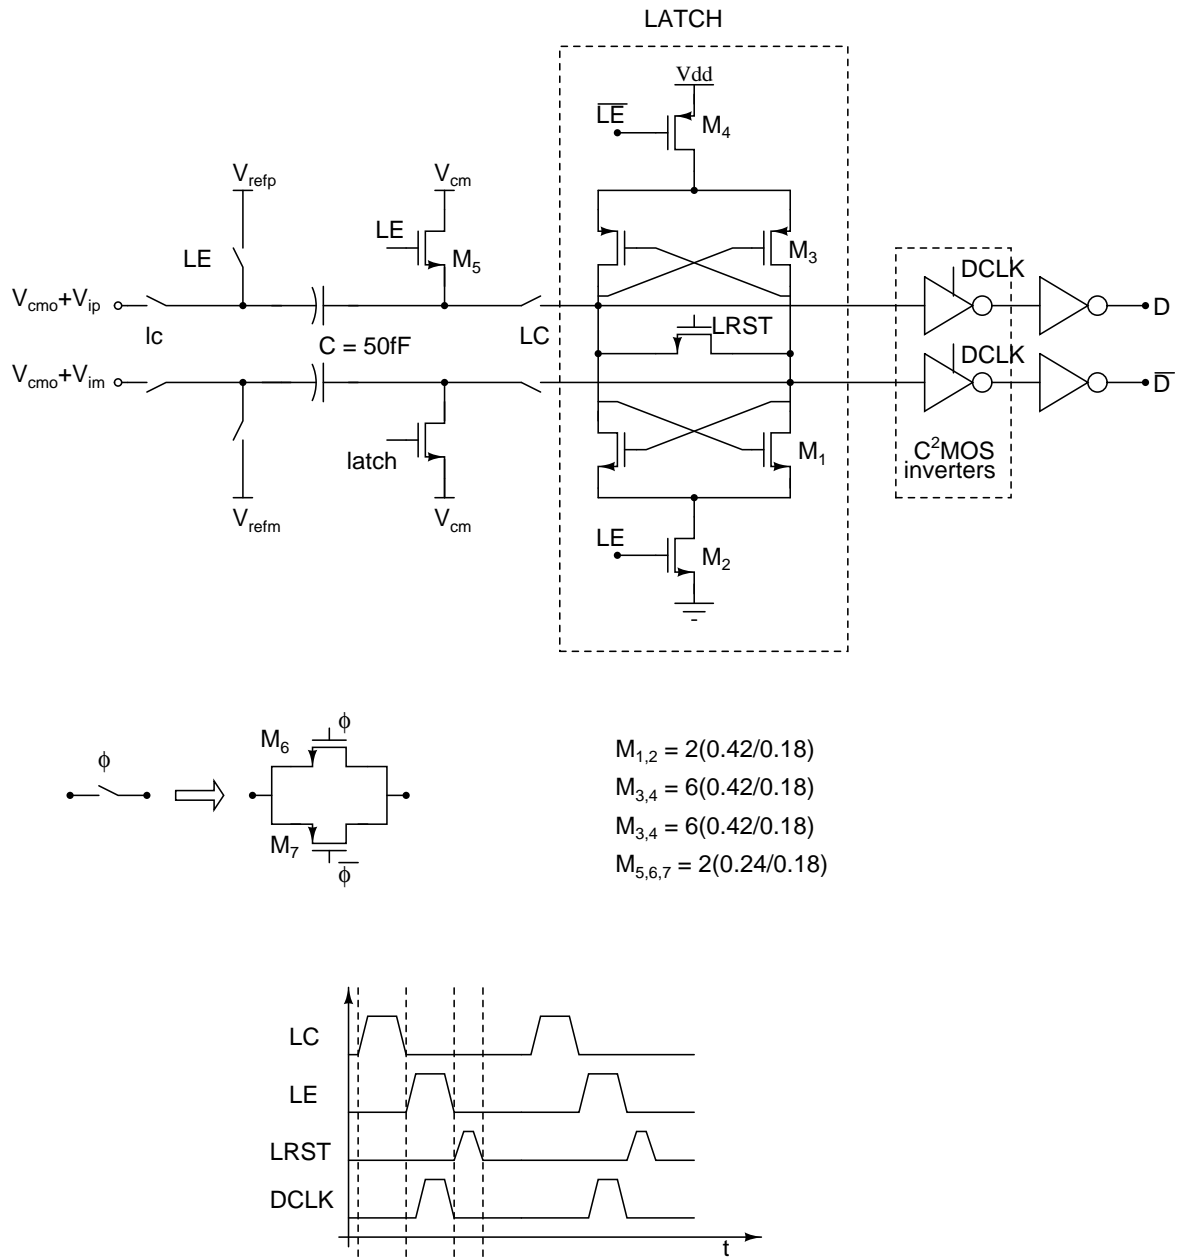 LATCH
Vdd
LE
M4
Vrefp
Vcm
LE
M5
M3
LE
DCLK
Vcmo+Vip
D
lc
C = 50fF
LC
LRST
DCLK
Vcmo+Vim
D
latch
M1
C2MOS
inverters
Vrefm
Vcm
LE
M2
ϕ
M6
ϕ
M7
ϕ
M1,2 = 2(0.42/0.18)
M3,4 = 6(0.42/0.18)
M3,4 = 6(0.42/0.18)
M5,6,7 = 2(0.24/0.18)
LC
LE
LRST
DCLK
t